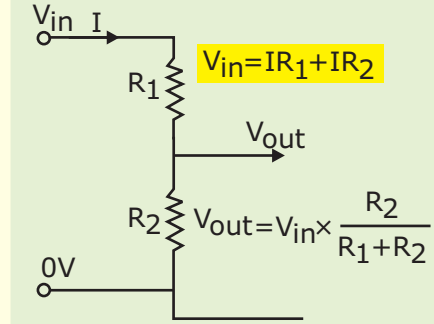 Vin I
R1
Vin=IR1+IR2
Vout
R2
Vout=Vin× R2
R1+R2
0V